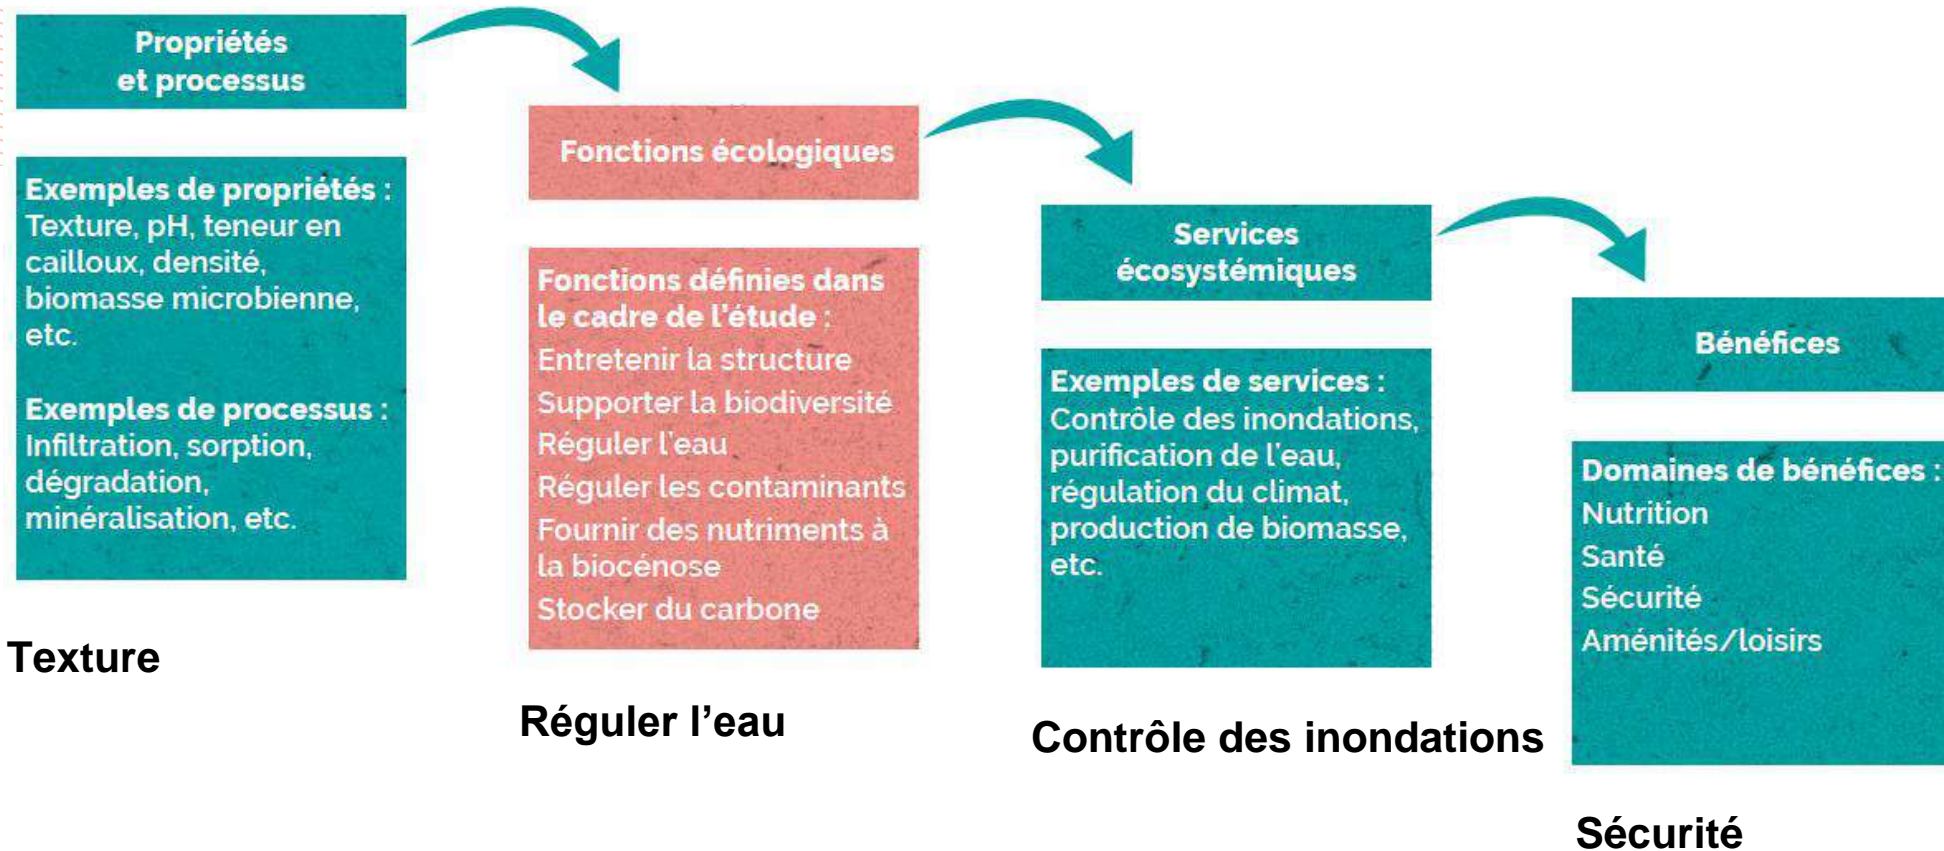 Propriétés
et processus
Exemples de propriétés :
Texture, pH, teneur en
cailloux, densité,
biomasse microbienne,
etc.
Exemples de processus :
Infiltration, sorption,
dégradation,
minéralisation, etc.
Texture
Fonctions écologiques
Fonctions définies dans
le cadre de l'étude :
Entretenir la structure
Supporter la biodiversité
Réguler l'eau
Réguler les contaminants
Fournir des nutriments à
la biocénose
Stocker du carbone
Réguler l’eau
Services
écosystémiques
Exemples de services :
Contrôle des inondations,
purification de l'eau,
régulation du climat,
production de biomasse,
etc.
Contrôle des inondations
Bénéfices
Domaines de bénéfices :
Nutrition
Santé
Sécurité
Aménités/loisirs
Sécurité